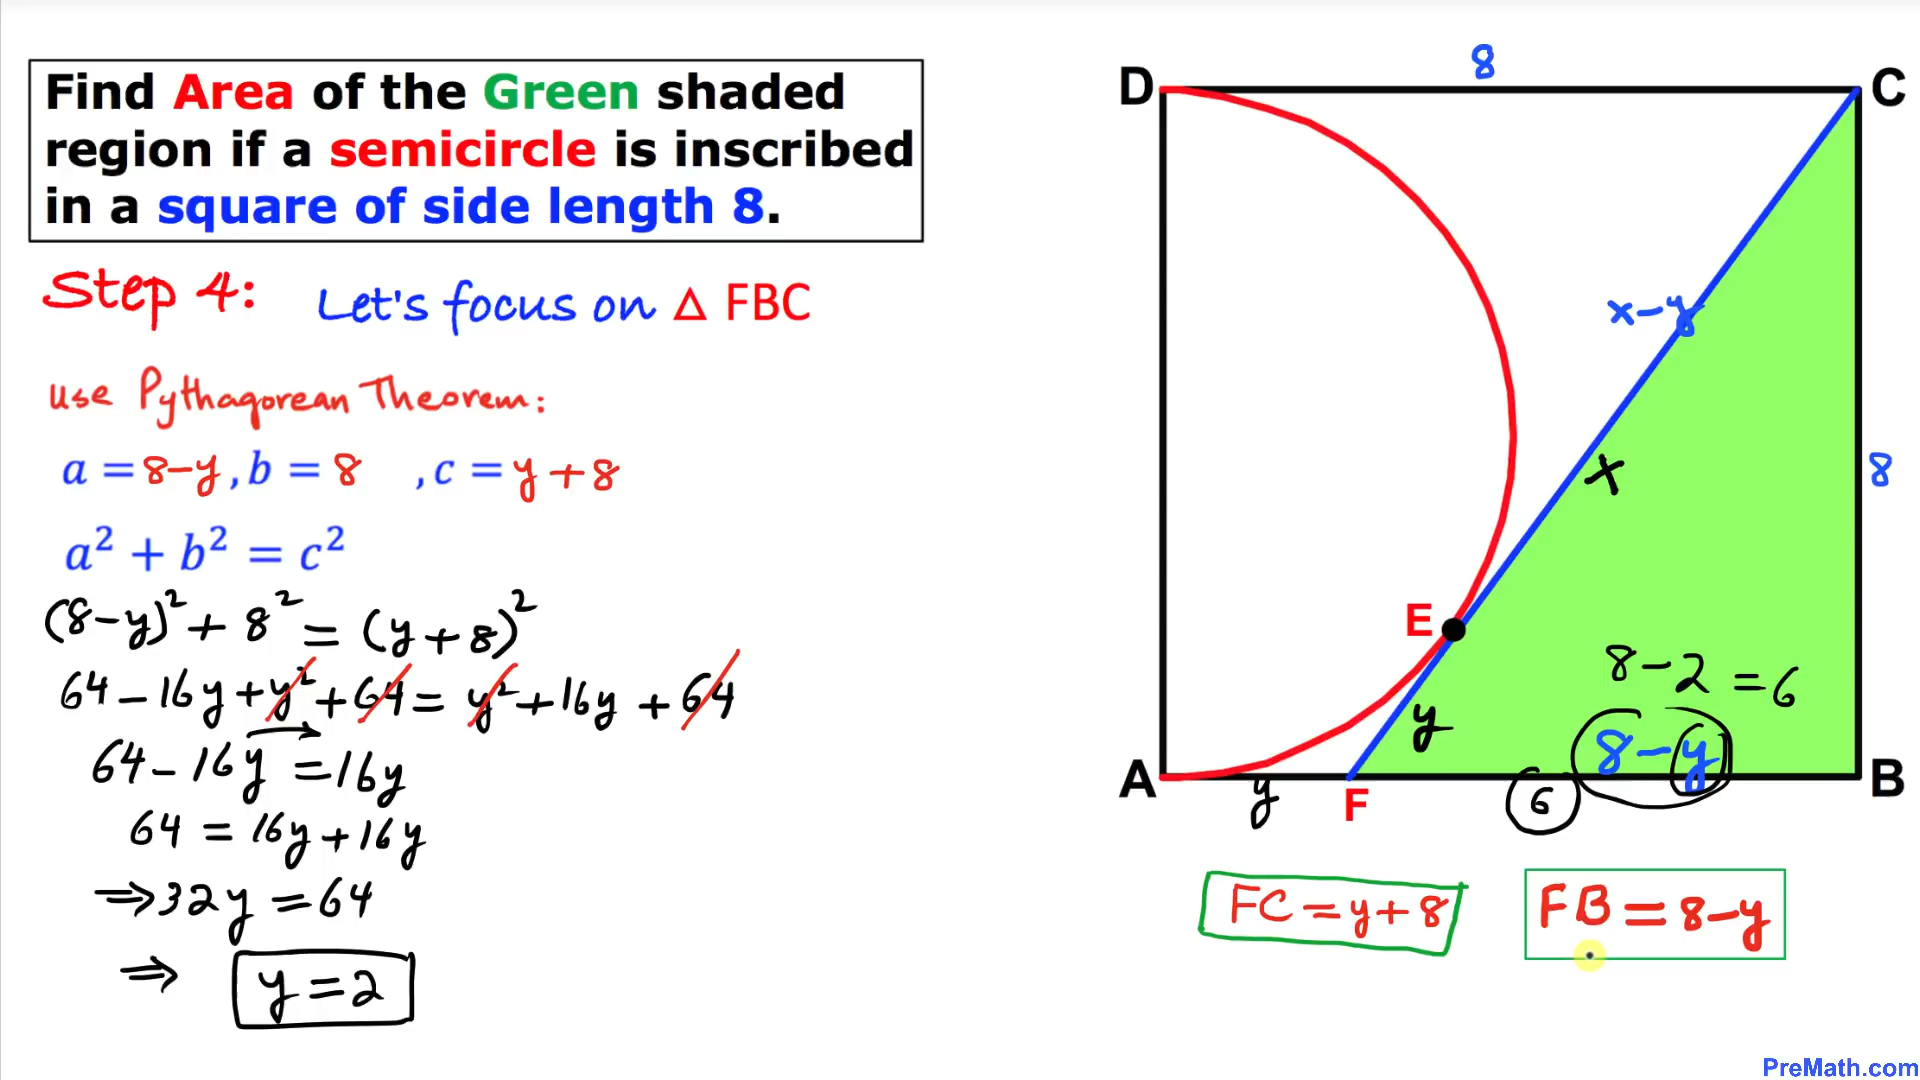 Find Area of the Green shaded
region if a semicircle is inscribed
in a square of side length 8.
Step 4: Let's focus on △ FBC
use Pythagorean Theorem:
a = 8-y, b = 8 , c = y + 8
a² + b² = c²
(8-y)² + 8² = (y+8)²
64 - 16y + y² + 64 = y² + 16y + 64
64 - 16y = 16y
64 = 16y + 16y
⇒ 32y = 64
⇒ y = 2
8
D
C
x-y
8
x
E
8-2 = 6
y
8-y
A
B
y
F
6
FC = y + 8
FB = 8-y
PreMath.com